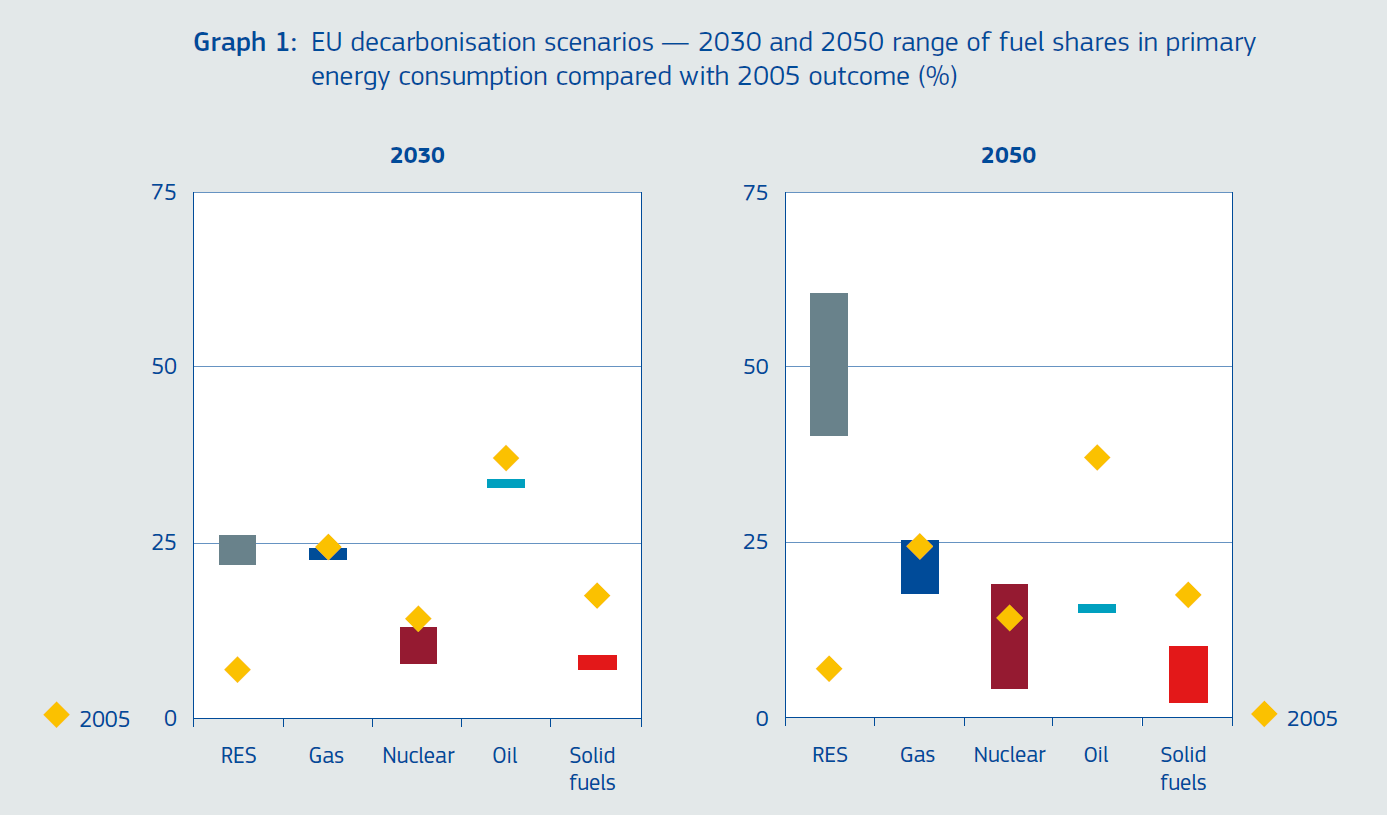 Graph 1: EU decarbonisation scenarios — 2030 and 2050 range of fuel shares in primary
energy consumption compared with 2005 outcome (%)
2030
75
50
25
0
2005
RES
Gas
Nuclear
Oil
Solid
fuels
2050
75
50
25
0
RES
Gas
Nuclear
Oil
Solid
fuels
2005